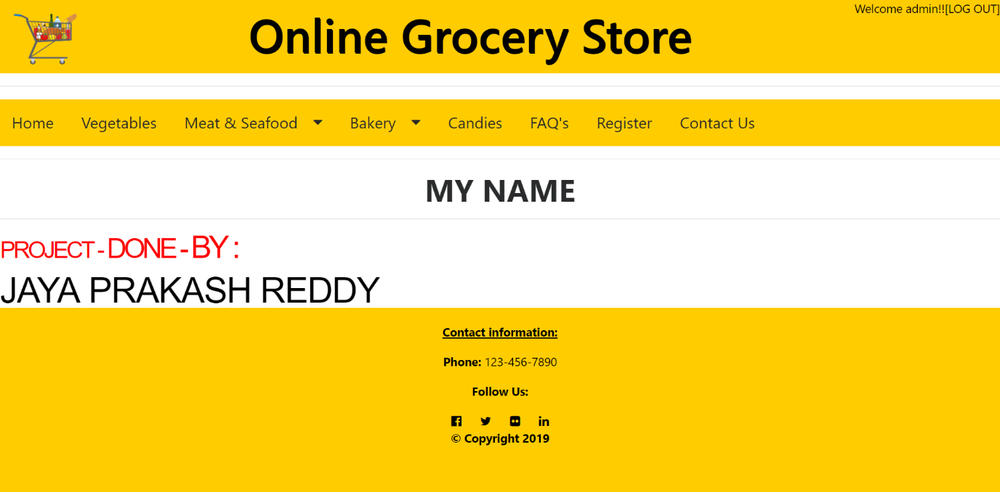 Welcome admin!![LOG OUT]
Online Grocery Store
Home Vegetables Meat & Seafood Bakery Candies FAQ's Register Contact Us
MY NAME
PROJECT - DONE - BY :
JAYA PRAKASH REDDY
Contact information:
Phone: 123-456-7890
Follow Us:
© Copyright 2019